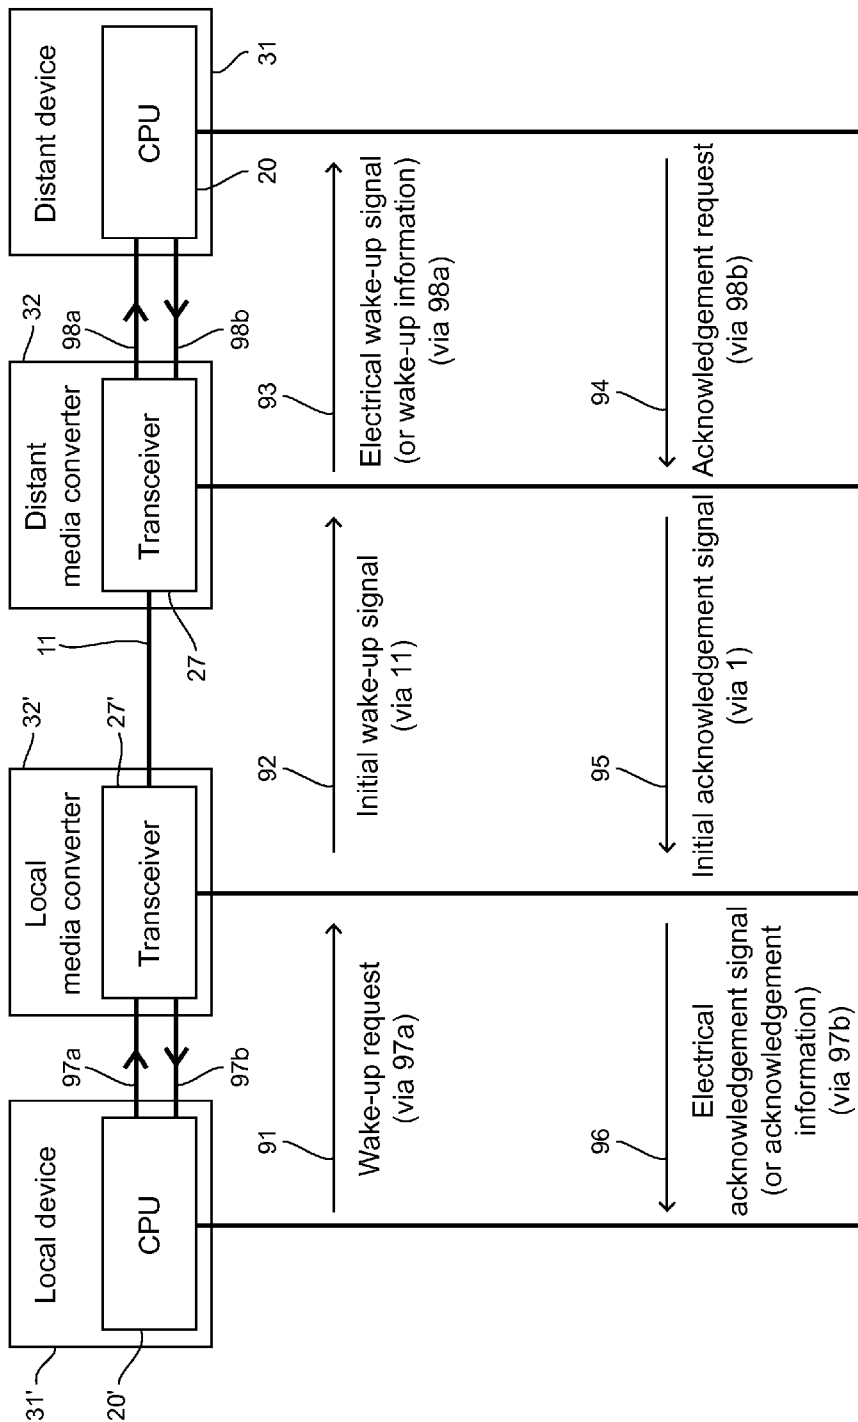 Local device
CPU
31'
20'
97a
97b
Local
media converter
Transceiver
32'
27'
11
Distant
media converter
Transceiver
32
27
98a
98b
Distant device
CPU
31
20
91
Wake-up request
(via 97a)
92
Initial wake-up signal
(via 11)
93
Electrical wake-up signal
(or wake-up information)
(via 98a)
96
Electrical
acknowledgement signal
(or acknowledgement
information)
(via 97b)
95
Initial acknowledgement signal
(via 1)
94
Acknowledgement request
(via 98b)